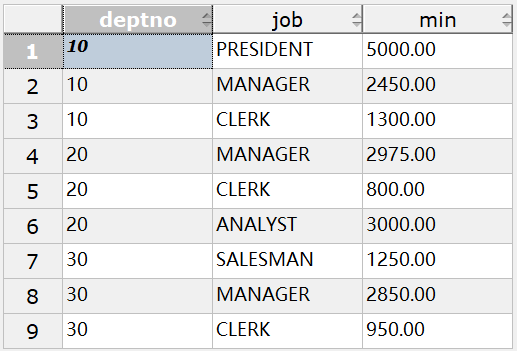 deptno job min
1 10 PRESIDENT 5000.00
2 10 MANAGER 2450.00
3 10 CLERK 1300.00
4 20 MANAGER 2975.00
5 20 CLERK 800.00
6 20 ANALYST 3000.00
7 30 SALESMAN 1250.00
8 30 MANAGER 2850.00
9 30 CLERK 950.00